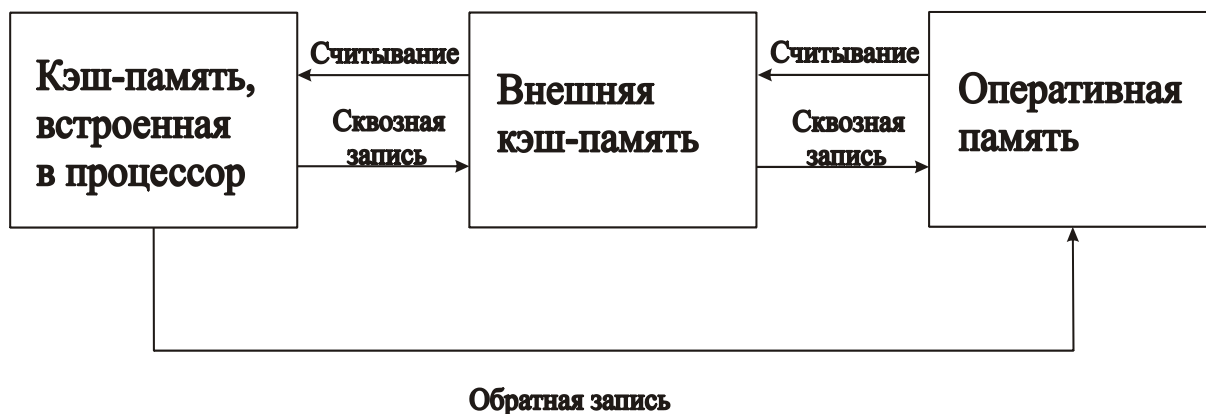 Кэш-память,
встроенная
в процессор
Считывание
Сквозная
запись
Внешняя
кэш-память
Считывание
Сквозная
запись
Оперативная
память
Обратная запись